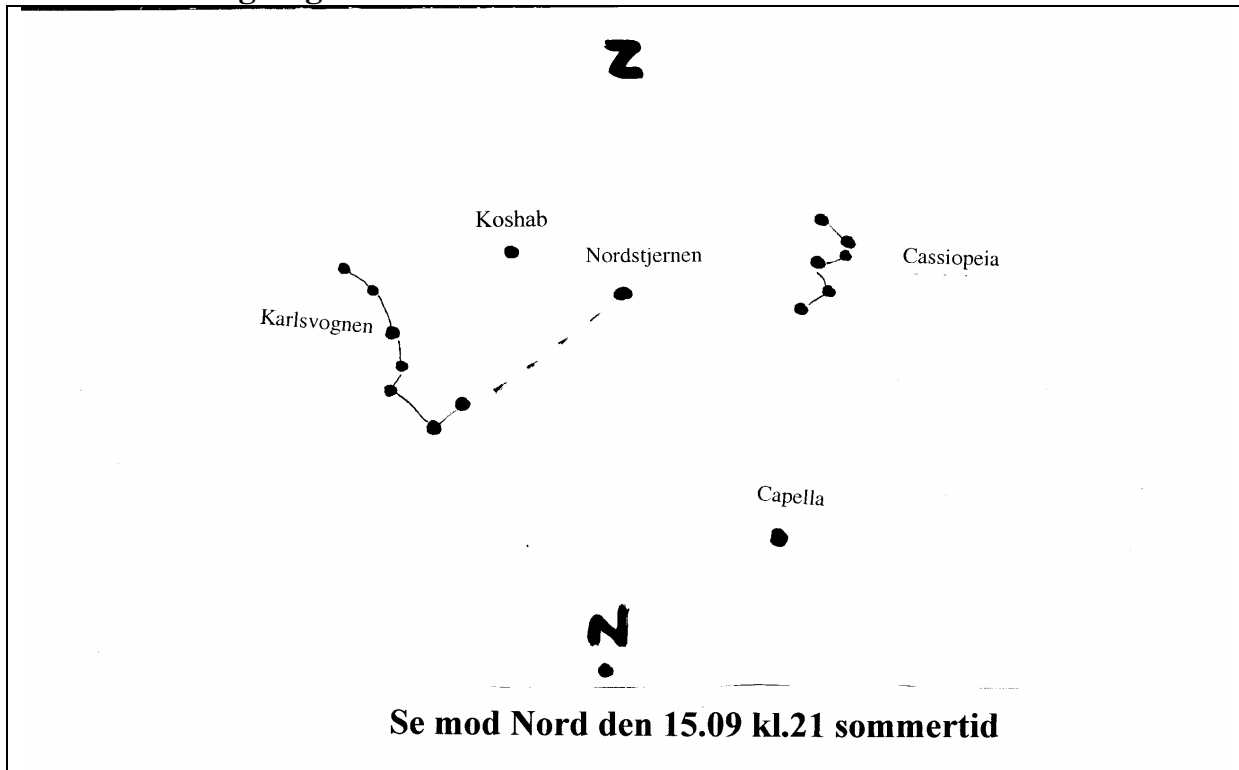 Z
Koshab
Nordstjernen
Cassiopeia
Karlsvognen
Capella
N
Se mod Nord den 15.09 kl.21 sommertid